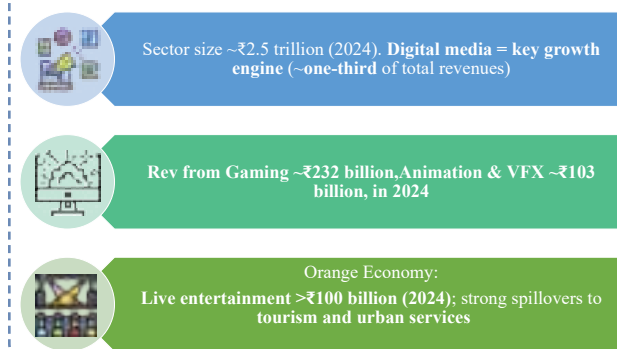 Sector size ~₹2.5 trillion (2024). Digital media = key growth
engine (~one-third of total revenues)
Rev from Gaming ~₹232 billion,Animation & VFX ~₹103
billion, in 2024
Orange Economy:
Live entertainment >₹100 billion (2024); strong spillovers to
tourism and urban services